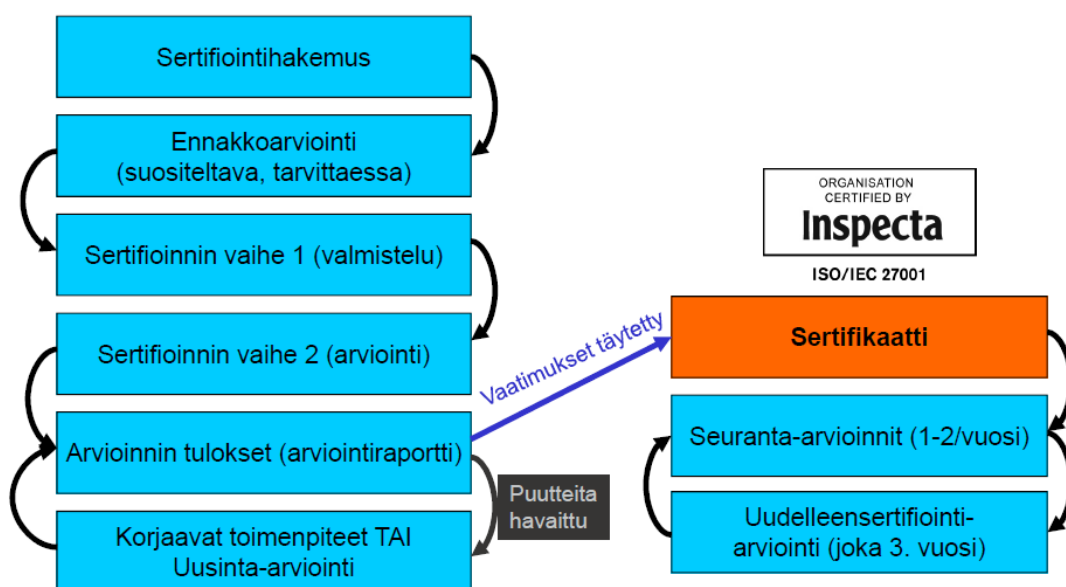 Sertifiointihakemus
Ennakkoarviointi
(suositeltava, tarvittaessa)
Sertifioinnin vaihe 1 (valmistelu)
Sertifioinnin vaihe 2 (arviointi)
Arvioinnin tulokset (arviointiraportti)
Puutteita
havaittu
Korjaavat toimenpiteet TAI
Uusinta-arviointi
Vaatimukset täytetty
ORGANISATION
CERTIFIED BY
Inspecta
ISO/IEC 27001
Sertifikaatti
Seuranta-arvioinnit (1-2/vuosi)
Uudelleensertifiointi-
arviointi (joka 3. vuosi)